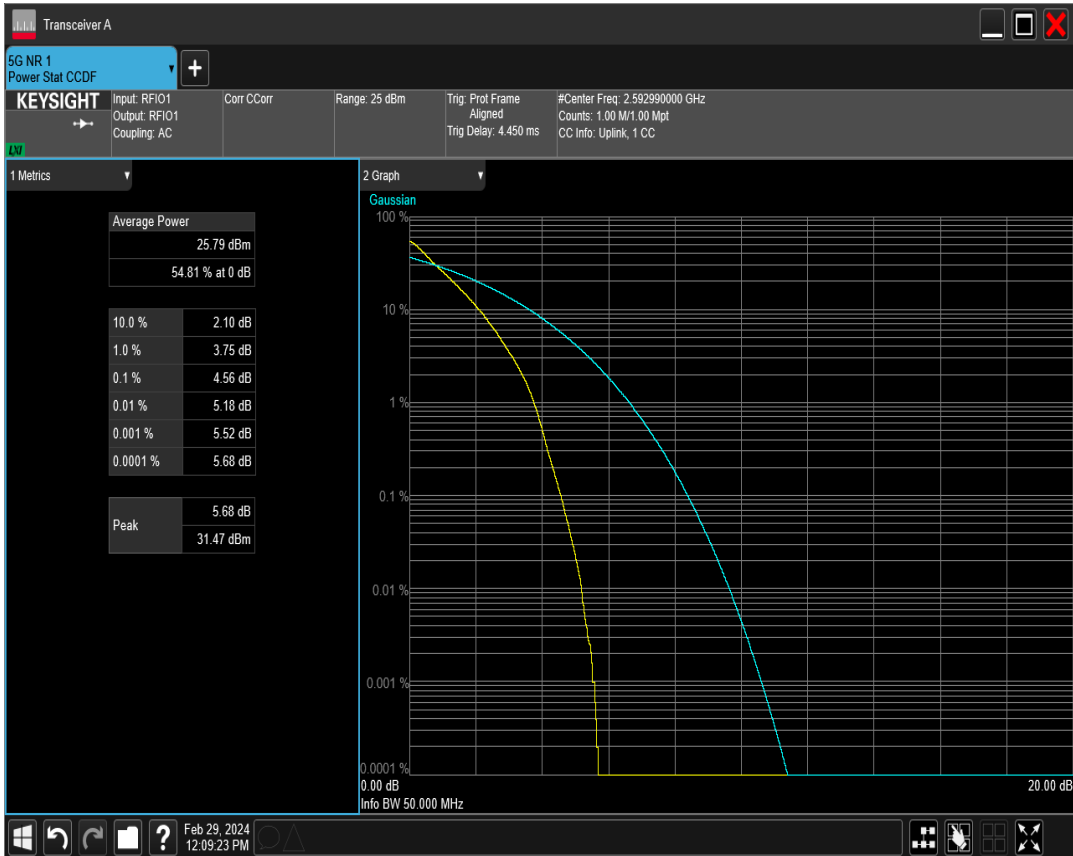 Transceiver A
5G NR 1
Power Stat CCDF
KEYSIGHT
LXI
Input: RFIO1
Output: RFIO1
Coupling: AC
Corr CCorr
Range: 25 dBm
Trig: Prot Frame
Aligned
Trig Delay: 4.450 ms
#Center Freq: 2.592990000 GHz
Counts: 1.00 M/1.00 Mpt
CC Info: Uplink, 1 CC
1 Metrics
Average Power
25.79 dBm
54.81 % at 0 dB
10.0 % 2.10 dB
1.0 % 3.75 dB
0.1 % 4.56 dB
0.01 % 5.18 dB
0.001 % 5.52 dB
0.0001 % 5.68 dB
Peak
5.68 dB
31.47 dBm
2 Graph
Gaussian
100 %
10 %
1 %
0.1 %
0.01 %
0.001 %
0.0001 %
0.00 dB 20.00 dB
Info BW 50.000 MHz
?
Feb 29, 2024
12:09:23 PM